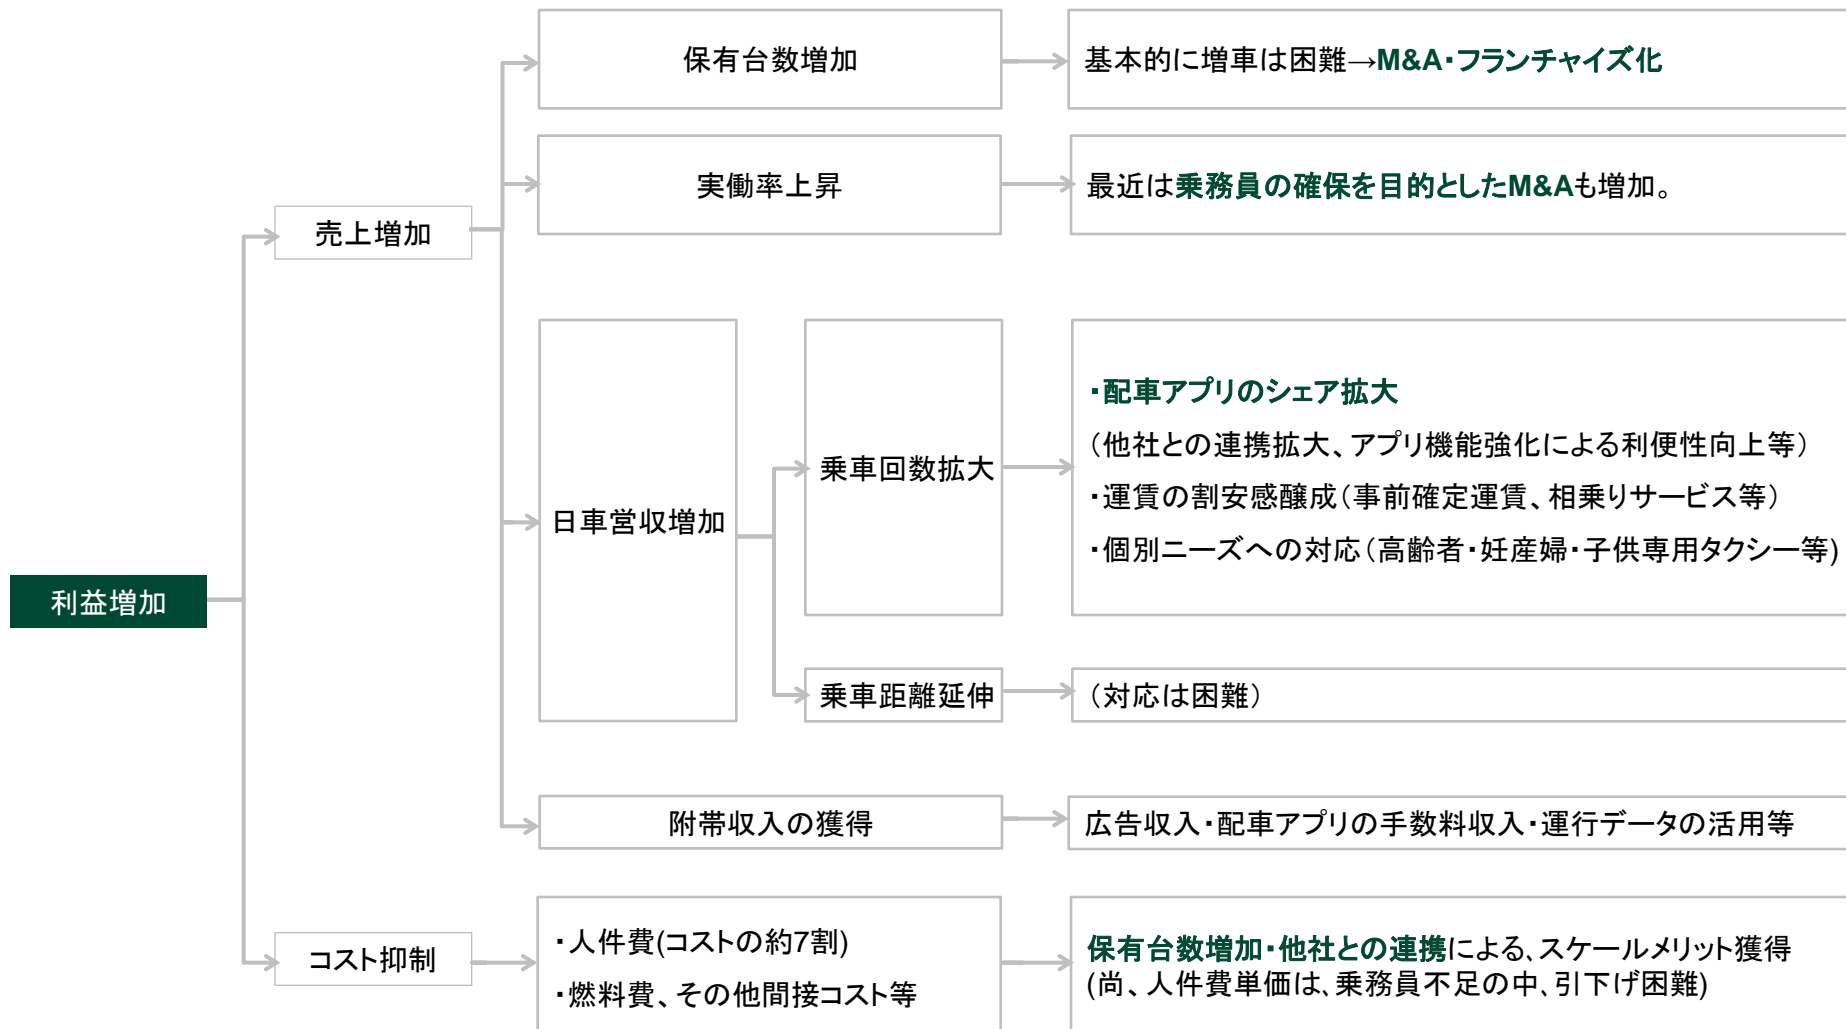 保有台数増加
基本的に増車は困難→M&A・フランチャイズ化
実働率上昇
最近は乗務員の確保を目的としたM&Aも増加。
売上増加
・配車アプリのシェア拡大
(他社との連携拡大、アプリ機能強化による利便性向上等)
・運賃の割安感醸成(事前確定運賃、相乗りサービス等)
・個別ニーズへの対応(高齢者・妊産婦・子供専用タクシー等)
乗車回数拡大
日車営収増加
利益増加
乗車距離延伸
(対応は困難)
附帯収入の獲得
広告収入・配車アプリの手数料収入・運行データの活用等
コスト抑制
・人件費(コストの約7割)
・燃料費、その他間接コスト等
保有台数増加・他社との連携による、スケールメリット獲得
(尚、人件費単価は、乗務員不足の中、引下げ困難)